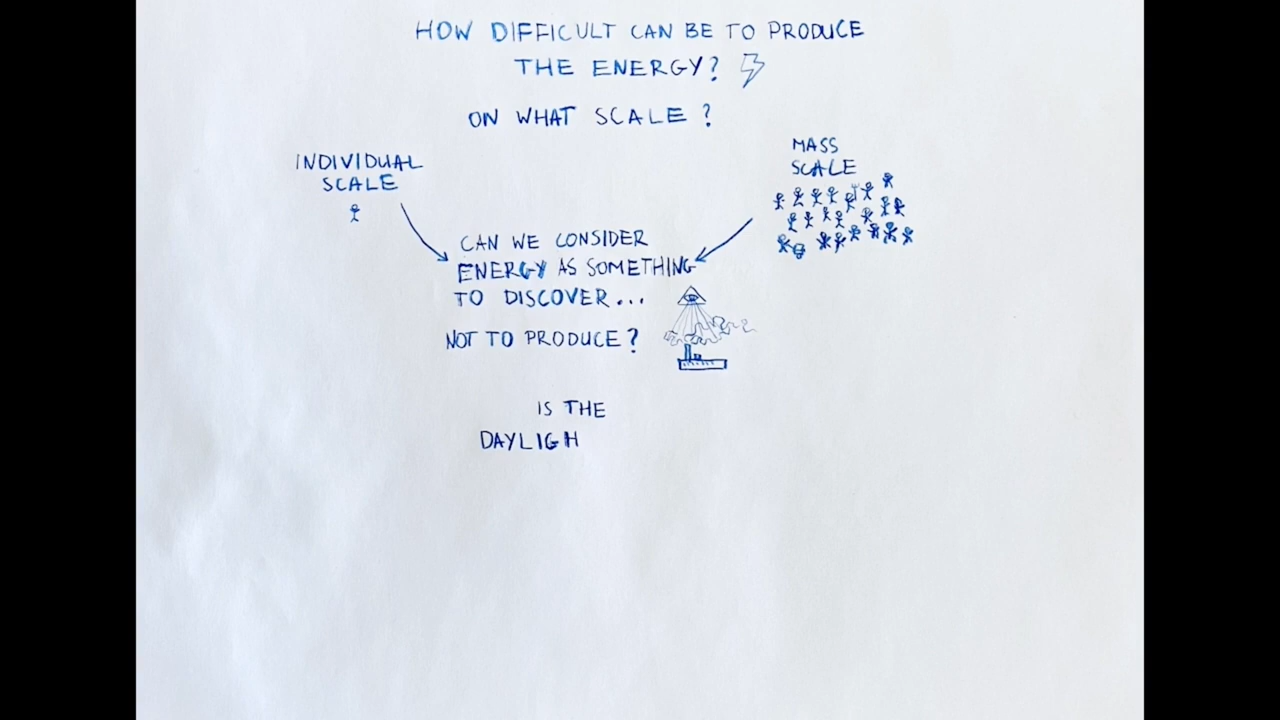 HOW DIFFICULT CAN BE TO PRODUCE
THE ENERGY?
ON WHAT SCALE?
INDIVIDUAL
SCALE
MASS
SCALE
CAN WE CONSIDER
ENERGY AS SOMETHING
TO DISCOVER...
NOT TO PRODUCE?
IS THE
DAYLIGH